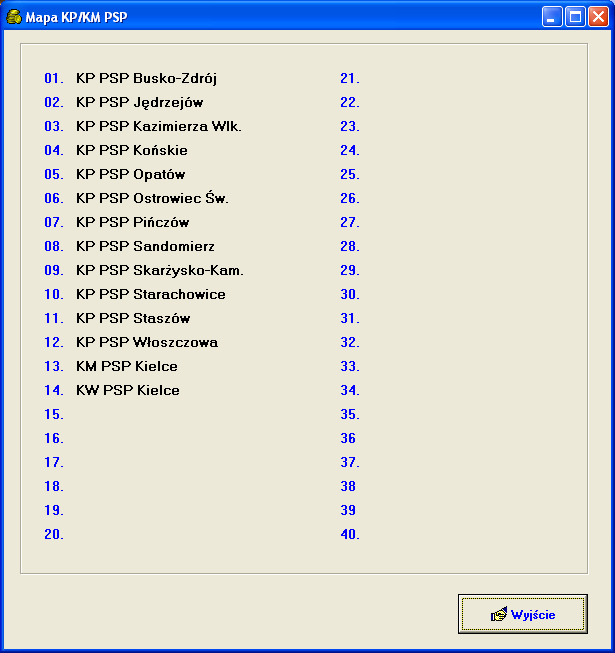 Mapa KP/KM PSP
01. KP PSP Busko-Zdrój
02. KP PSP Jędrzejów
03. KP PSP Kazimierza Wlk.
04. KP PSP Końskie
05. KP PSP Opatów
06. KP PSP Ostrowiec Św.
07. KP PSP Pińczów
08. KP PSP Sandomierz
09. KP PSP Skarżysko-Kam.
10. KP PSP Starachowice
11. KP PSP Staszów
12. KP PSP Włoszczowa
13. KM PSP Kielce
14. KW PSP Kielce
15.
16.
17.
18.
19.
20.
21.
22.
23.
24.
25.
26.
27.
28.
29.
30.
31.
32.
33.
34.
35.
36
37.
38
39
40.
Wyjście